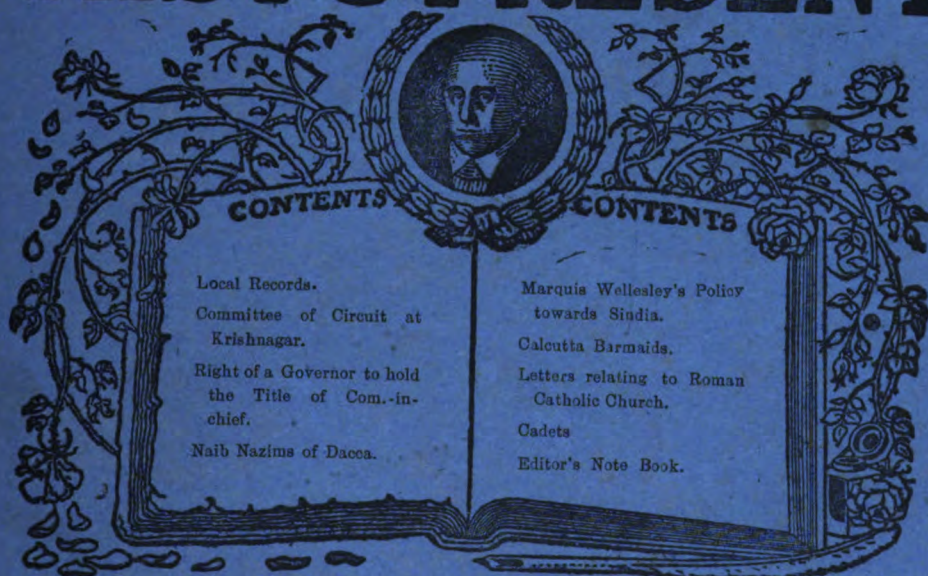 PRESENT
CONTENTS
Local Records.
Committee of Circuit at
Krishnagar.
Right of a Governor to hold
the Title of Com.-in-
chief.
Naib Nazims of Dacca.
CONTENTS
Marquis Wellesley's Policy
towards Sindia.
Calcutta Barmaids.
Letters relating to Roman
Catholic Church.
Cadets
Editor's Note Book.